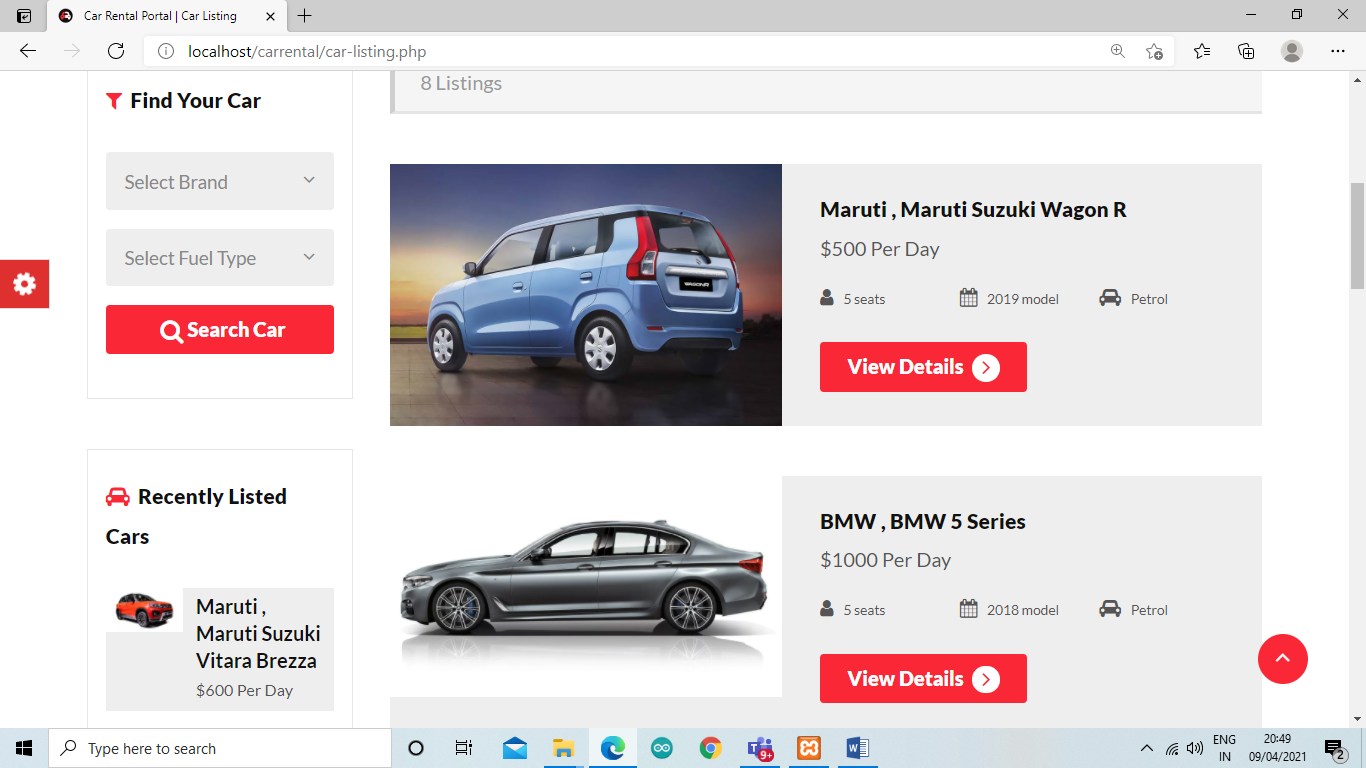 Car Rental Portal | Car Listing
localhost/carrental/car-listing.php
Find Your Car
Select Brand
Select Fuel Type
Search Car
Recently Listed
Cars
Maruti ,
Maruti Suzuki
Vitara Brezza
$600 Per Day
8 Listings
WAGONR
Maruti , Maruti Suzuki Wagon R
$500 Per Day
5 seats 2019 model Petrol
View Details
BMW , BMW 5 Series
$1000 Per Day
5 seats 2018 model Petrol
View Details
Type here to search
9+
ENG
IN
20:49
09/04/2021
2